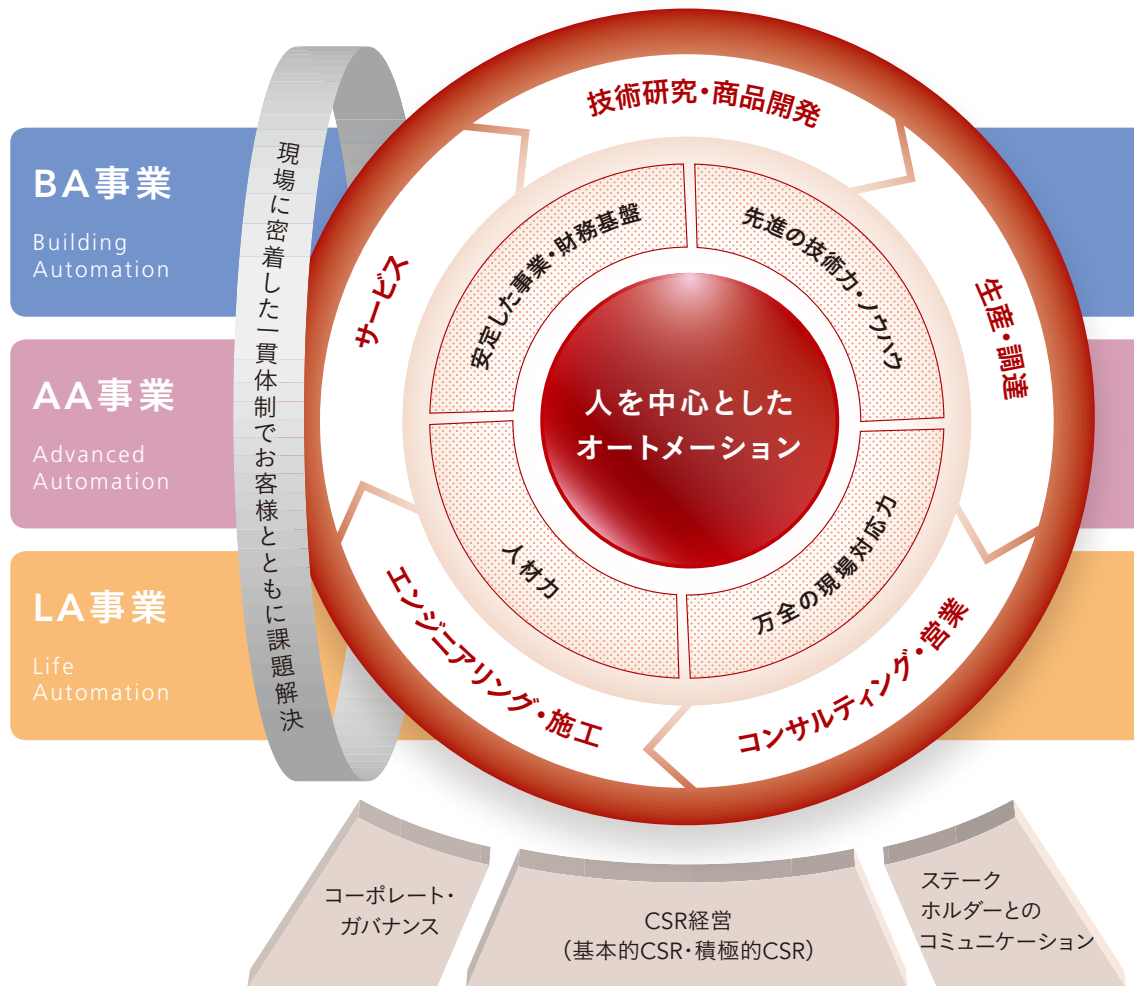 BA事業
Building
Automation
AA事業
Advanced
Automation
LA事業
Life
Automation
現場に密着した一貫体制でお客様とともに課題解決
技術研究・商品開発
生産・調達
コンサルティング・営業
エンジニアリング・施工
サービス
安定した事業・財務基盤
先進の技術力・ノウハウ
万全の現場対応力
人材力
人を中心とした
オートメーション
コーポレート・
ガバナンス
CSR経営
（基本的CSR・積極的CSR）
ステーク
ホルダーとの
コミュニケーション